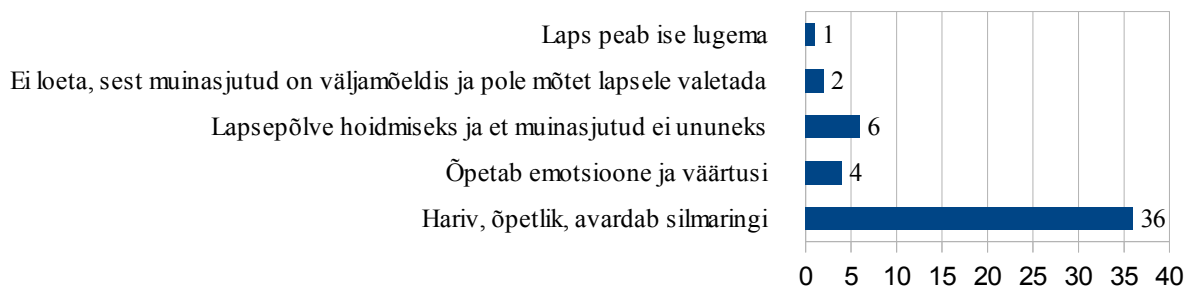 Laps peab ise lugema
1
Ei loeta, sest muinasjutud on väljamõeldis ja pole mõtet lapsele valetada
2
Lapsepõlve hoidmiseks ja et muinasjutud ei ununeks
6
Õpetab emotsioone ja väärtusi
4
Hariv, õpetlik, avardab silmaringi
36
0 5 10 15 20 25 30 35 40